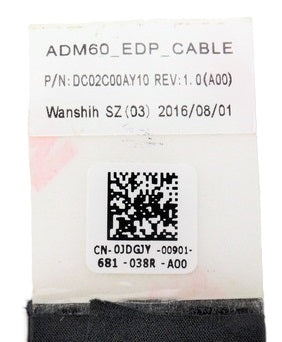 ADM60_EDP_CABLE
P/N:DC02C00AY10 REV:1.0(A00)
Wanshih SZ(03) 2016/08/01
CN-0JDGJY-00901-
681-038R-A00